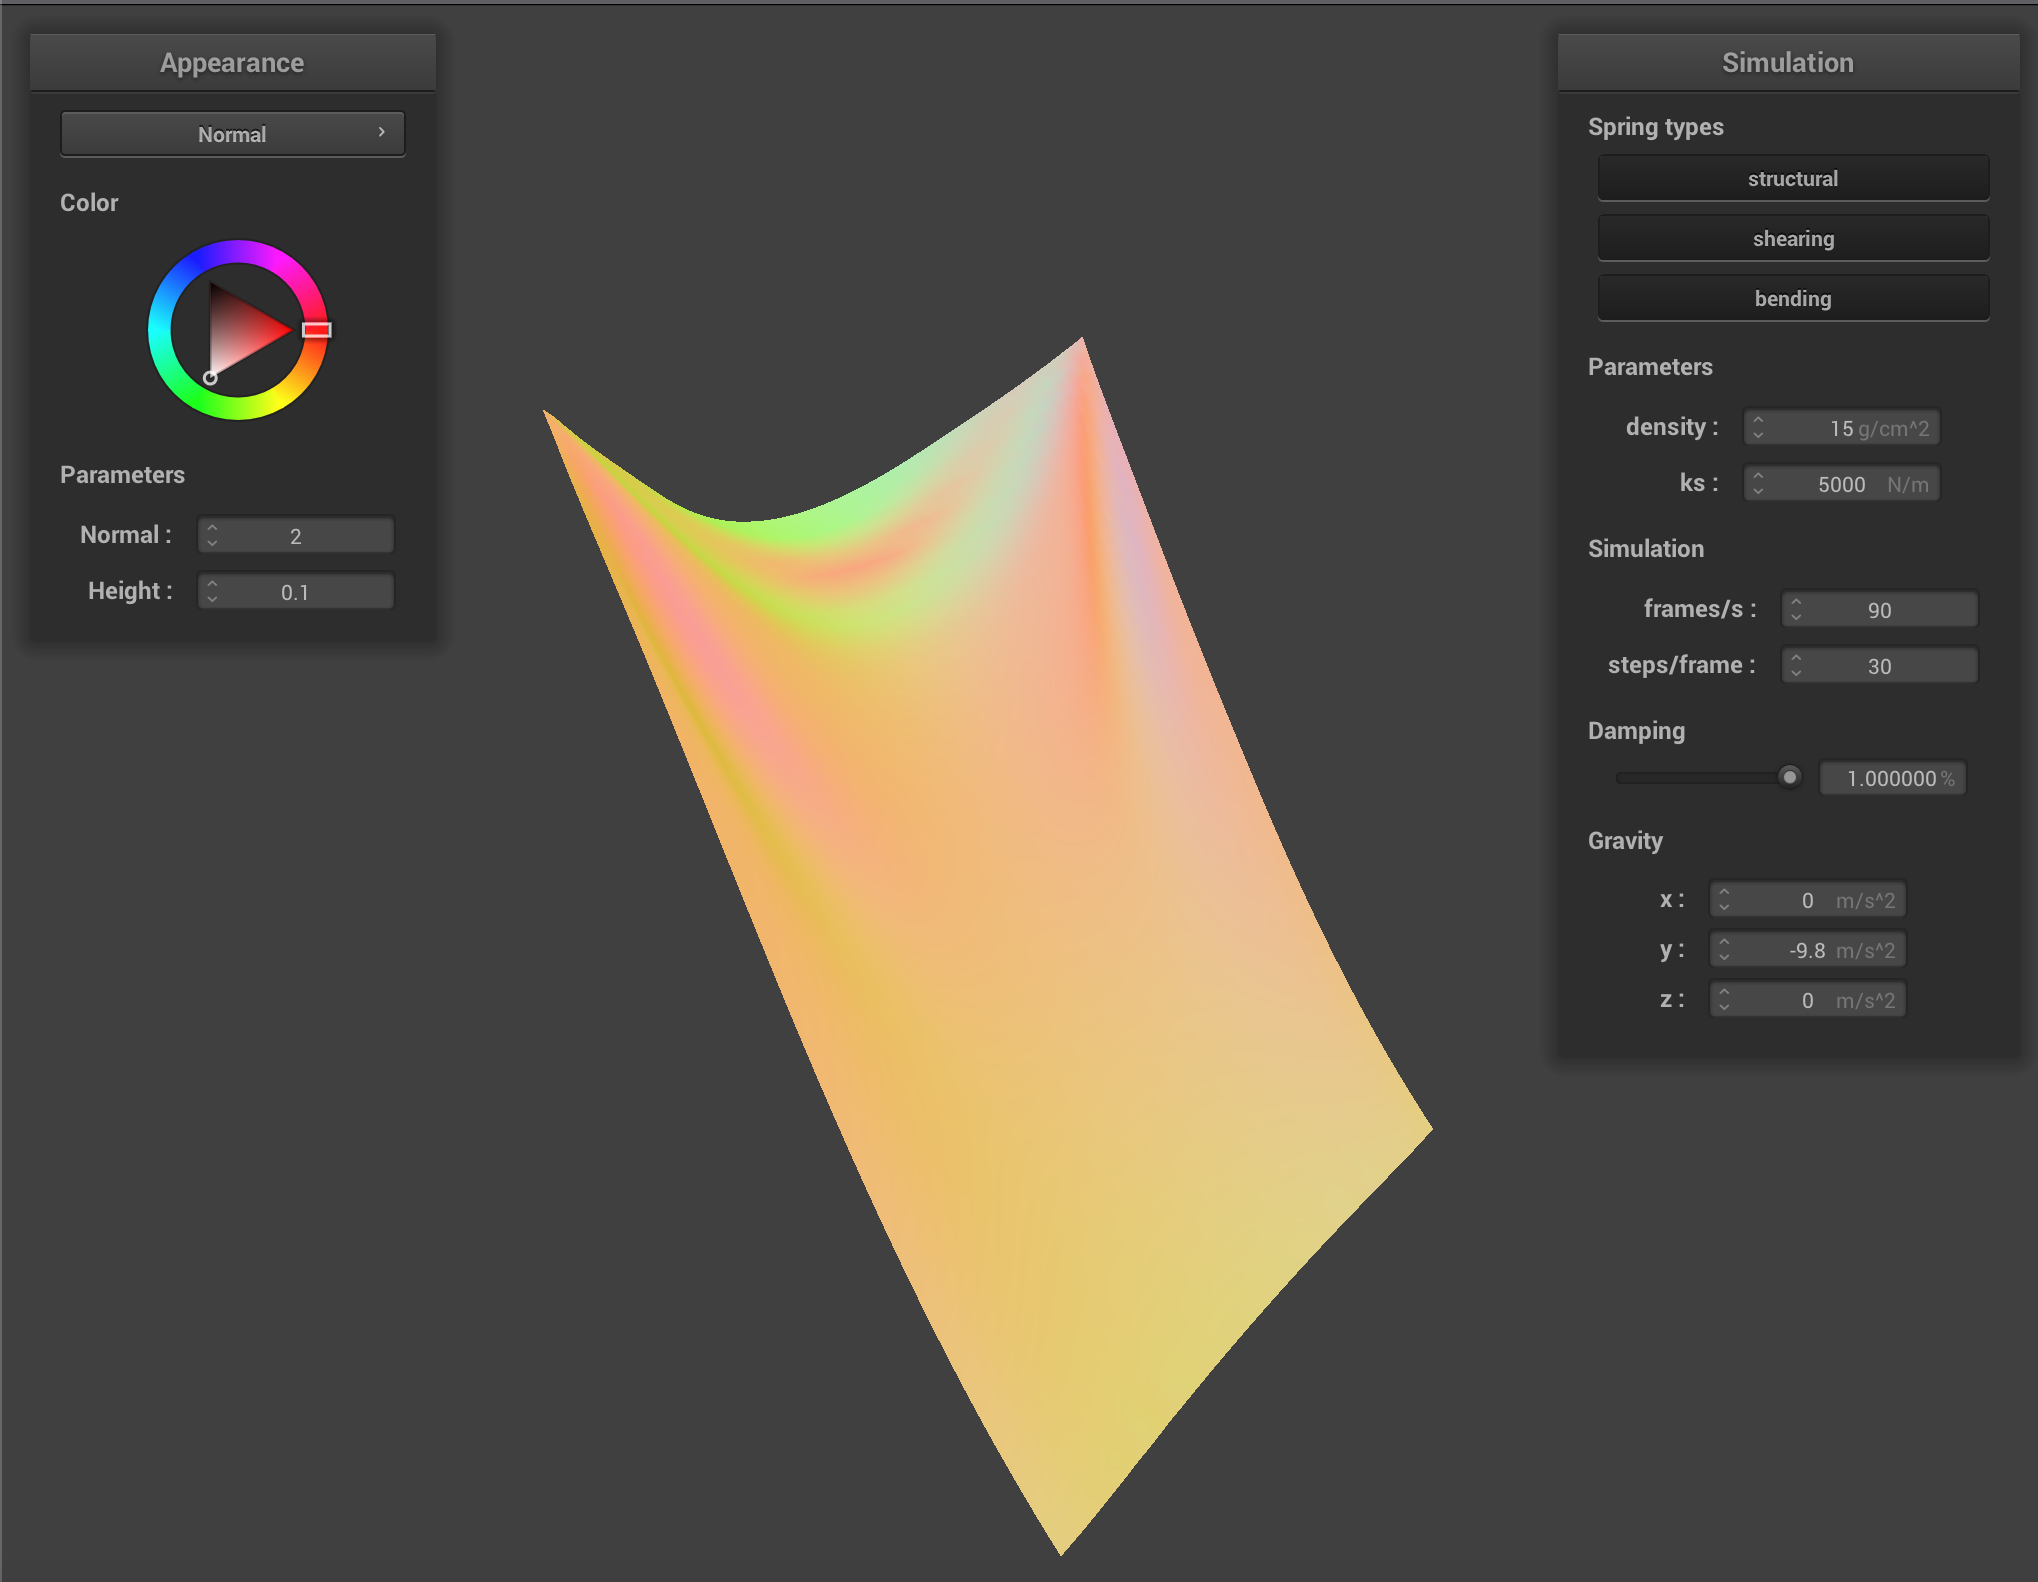 Appearance
Normal
Color
Parameters
Normal : 2
Height : 0.1
Simulation
Spring types
structural
shearing
bending
Parameters
density : 15 g/cm^2
ks : 5000 N/m
Simulation
frames/s : 90
steps/frame : 30
Damping
1.000000 %
Gravity
x : 0 m/s^2
y : -9.8 m/s^2
z : 0 m/s^2